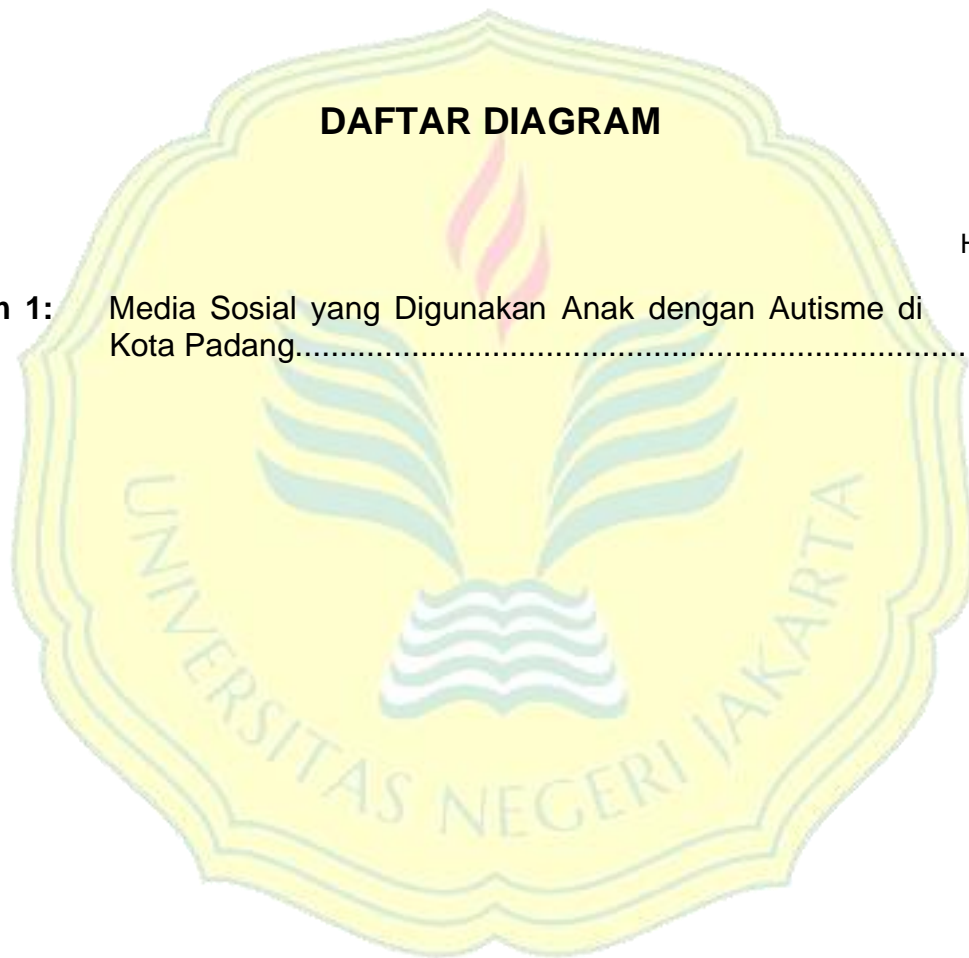 DAFTAR DIAGRAM
H
n 1: Media Sosial yang Digunakan Anak dengan Autisme di
Kota Padang...........................................................................
UNIVERSITAS NEGERI JAKARTA